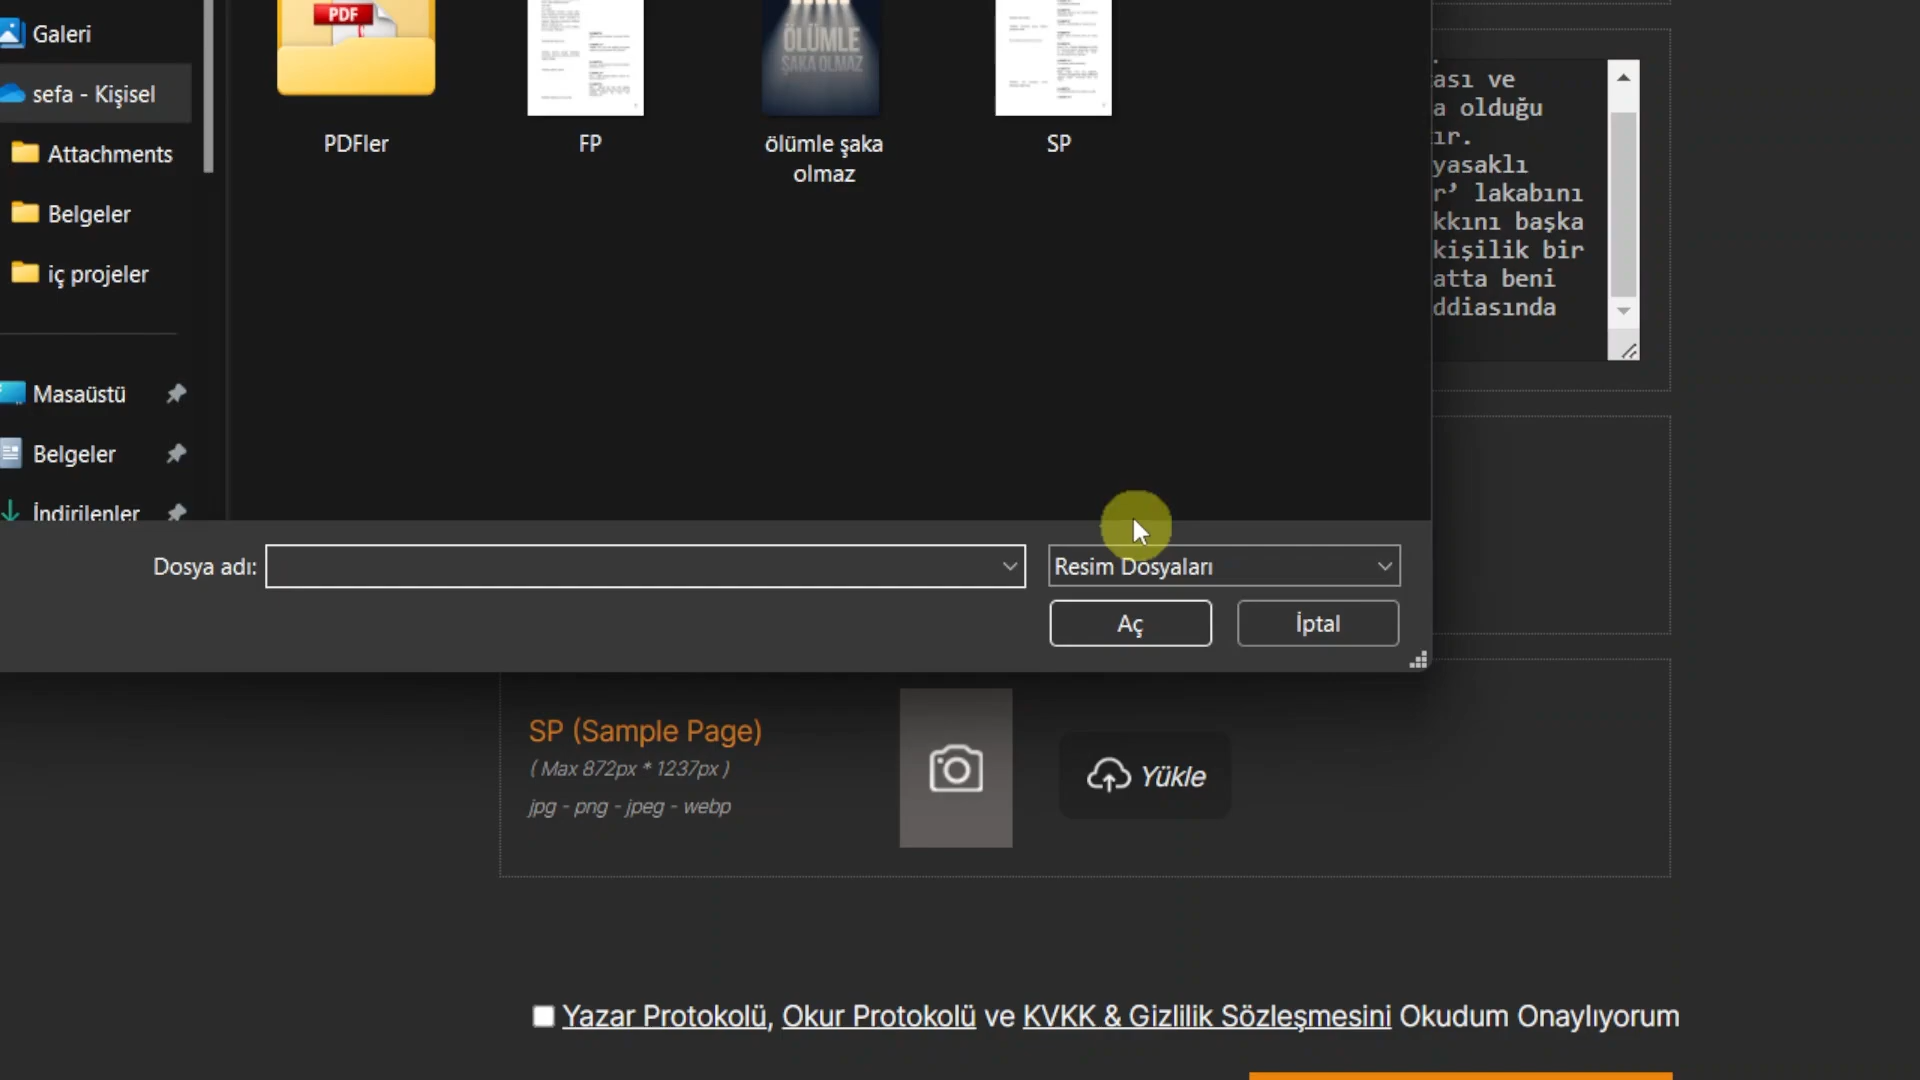 Galeri
sefa - Kişisel
Attachments
Belgeler
iç projeler
Masaüstü
Belgeler
İndirilenler
PDF
PDFler
FP
ÖLÜMLE
ŞAKA OLMAZ
ölümle şaka
olmaz
SP
ası ve
a olduğu
ır.
yasaklı
r’ lakabını
kkını başka
kişilik bir
atta beni
ddiasında
Dosya adı:
Resim Dosyaları
Aç
İptal
SP (Sample Page)
( Max 872px * 1237px )
jpg - png - jpeg - webp
Yükle
Yazar Protokolü, Okur Protokolü ve KVKK & Gizlilik Sözleşmesini Okudum Onaylıyorum